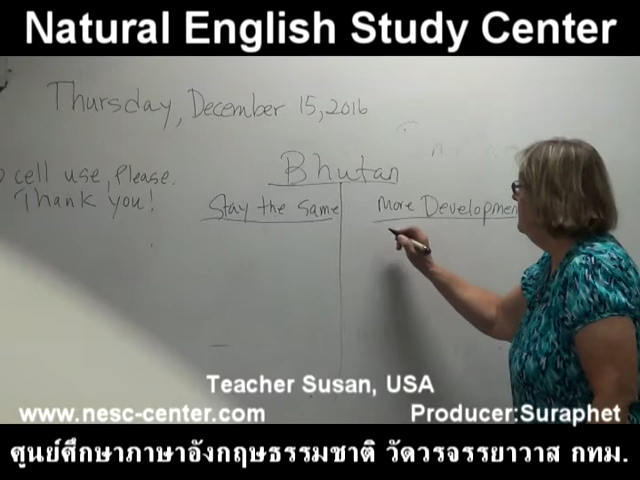 Natural English Study Center
Thursday, December 15, 2016
cell use, Please.
Thank you!
Bhutan
Stay the same
More Developmen
Teacher Susan, USA
www.nesc-center.com
Producer:Suraphet
ศูนย์ศึกษาภาษาอังกฤษธรรมชาติ วัดวรจรรยาวาส กทม.